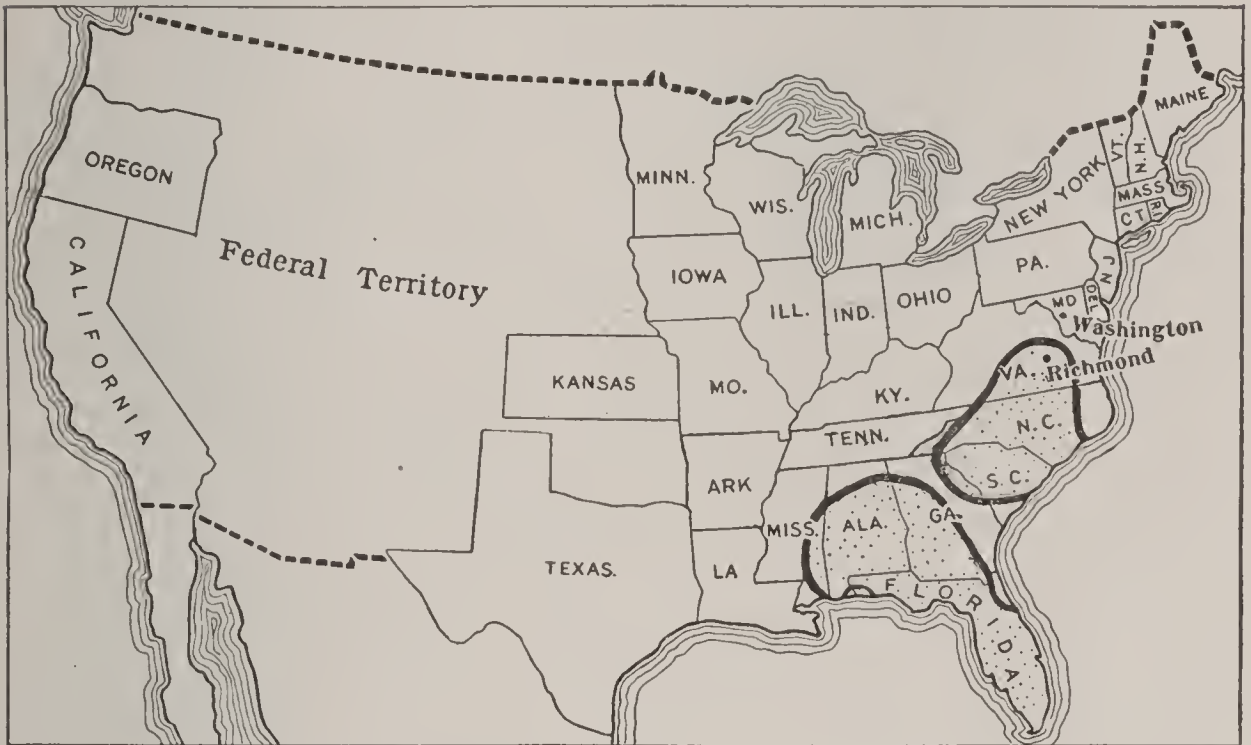 OREGON
CALIFORNIA
Federal Territory
MINN.
WIS.
MICH.
IOWA
ILL.
IND.
OHIO
KANSAS
MO.
KY.
TENN.
ARK
LA
TEXAS.
MISS.
ALA.
GA.
FLORIDA
S.C.
N.C.
VA.
Richmond
Washington
MD
DEL
N J
PA.
NEW YORK
VT.
N.H.
MAINE
MASS
CT
RI